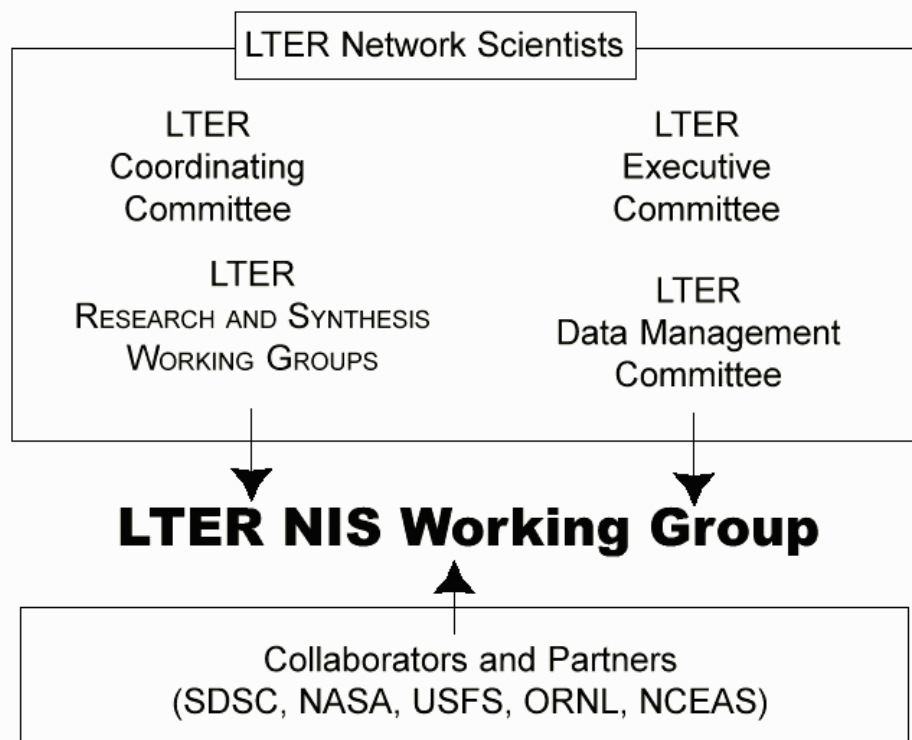 LTER Network Scientists
LTER
Coordinating
Committee
LTER
Executive
Committee
LTER
RESEARCH AND SYNTHESIS
WORKING GROUPS
LTER
Data Management
Committee
LTER NIS Working Group
Collaborators and Partners
(SDSC, NASA, USFS, ORNL, NCEAS)